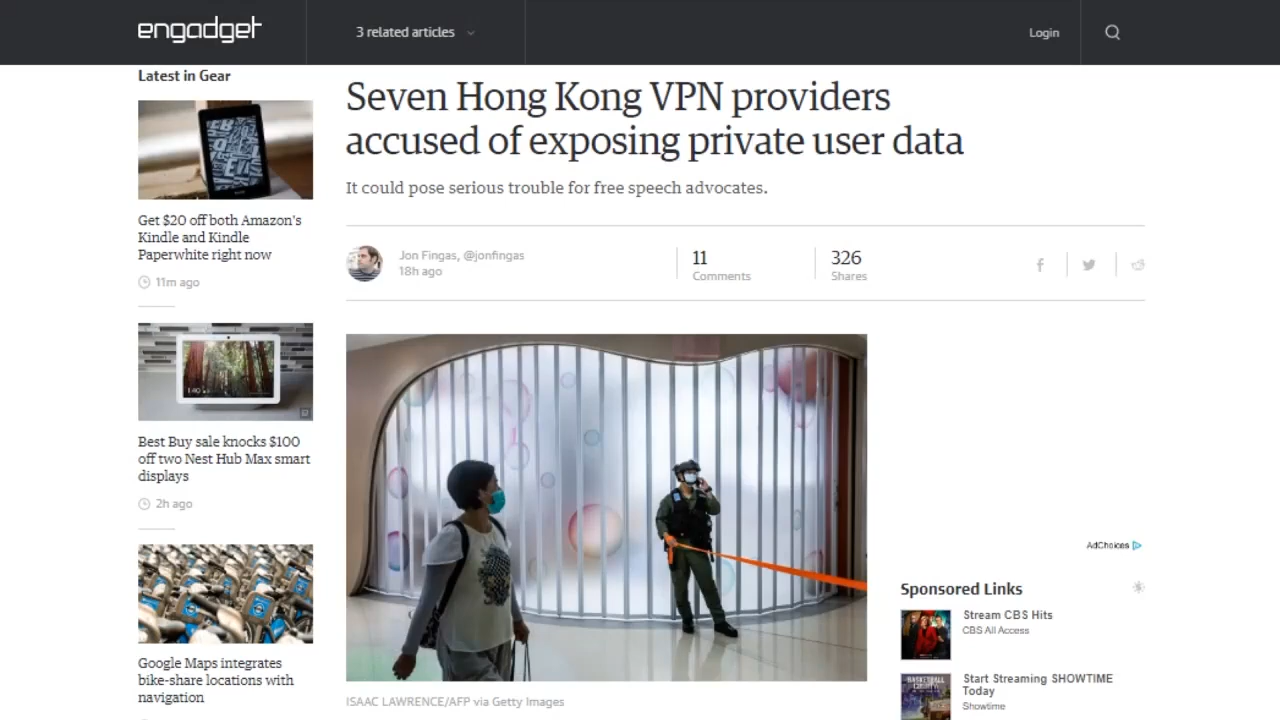 engadget
3 related articles
Login
Latest in Gear
Get $20 off both Amazon's
Kindle and Kindle
Paperwhite right now
11m ago
Best Buy sale knocks $100
off two Nest Hub Max smart
displays
2h ago
Google Maps integrates
bike-share locations with
navigation
Seven Hong Kong VPN providers
accused of exposing private user data
It could pose serious trouble for free speech advocates.
Jon Fingas, @jonfingas
18h ago
11
Comments
326
Shares
ISAAC LAWRENCE/AFP via Getty Images
AdChoices
Sponsored Links
Stream CBS Hits
CBS All Access
Start Streaming SHOWTIME
Today
Showtime